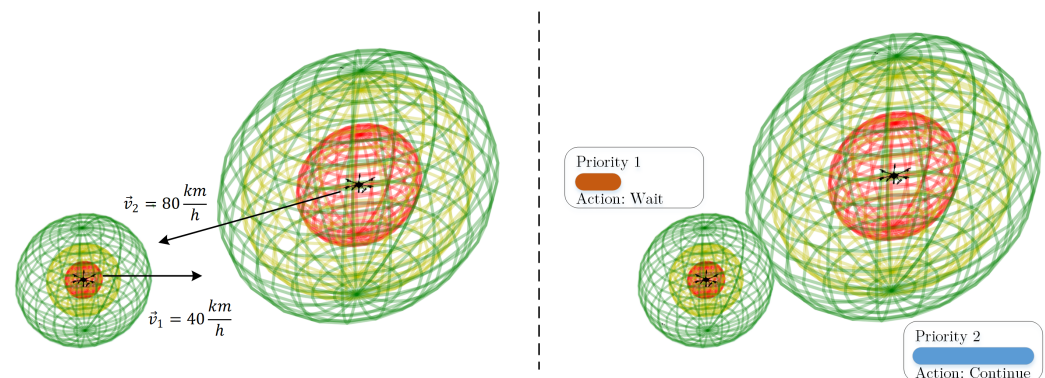 v⃗₂ = 80 km/h
v⃗₁ = 40 km/h
Priority 1
Action: Wait
Priority 2
Action: Continue